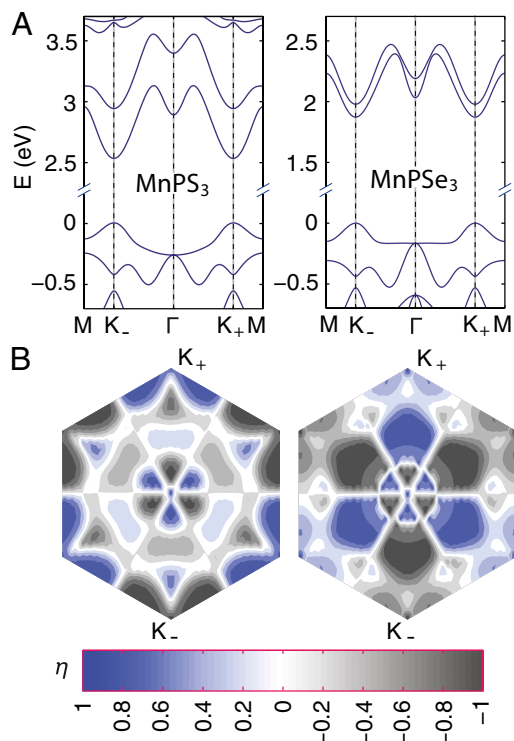 A
E (eV)
3.5
3
2.5
0
−0.5
MnPS3
M K− Γ K+ M
2.5
2
1.5
0
−0.5
MnPSe3
M K− Γ K+ M
B
K+ K+
K− K−
η
1 0.8 0.6 0.4 0.2 0 −0.2 −0.4 −0.6 −0.8 −1